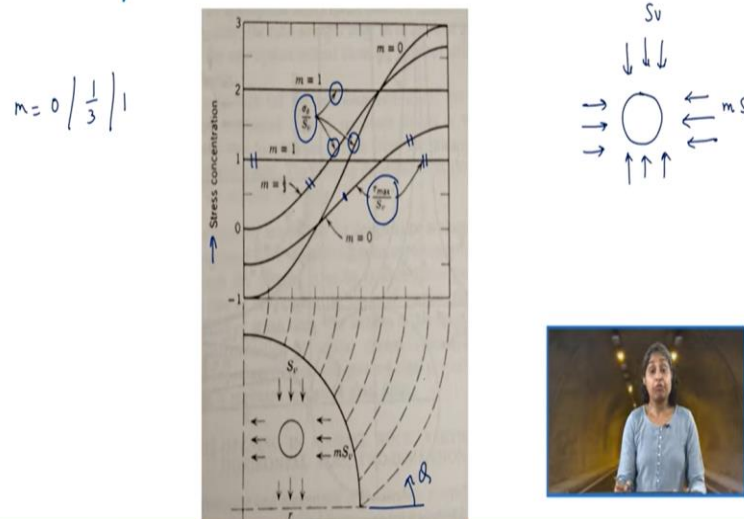 m = 0 / 1/3 / 1
Stress concentration
3
2
1
0
-1
m = 0
m = 1
σθ/Sv
m = 1
m = 1/3
τmax/Sv
m = 0
Sv
mSv
r
θ
Sv
m S